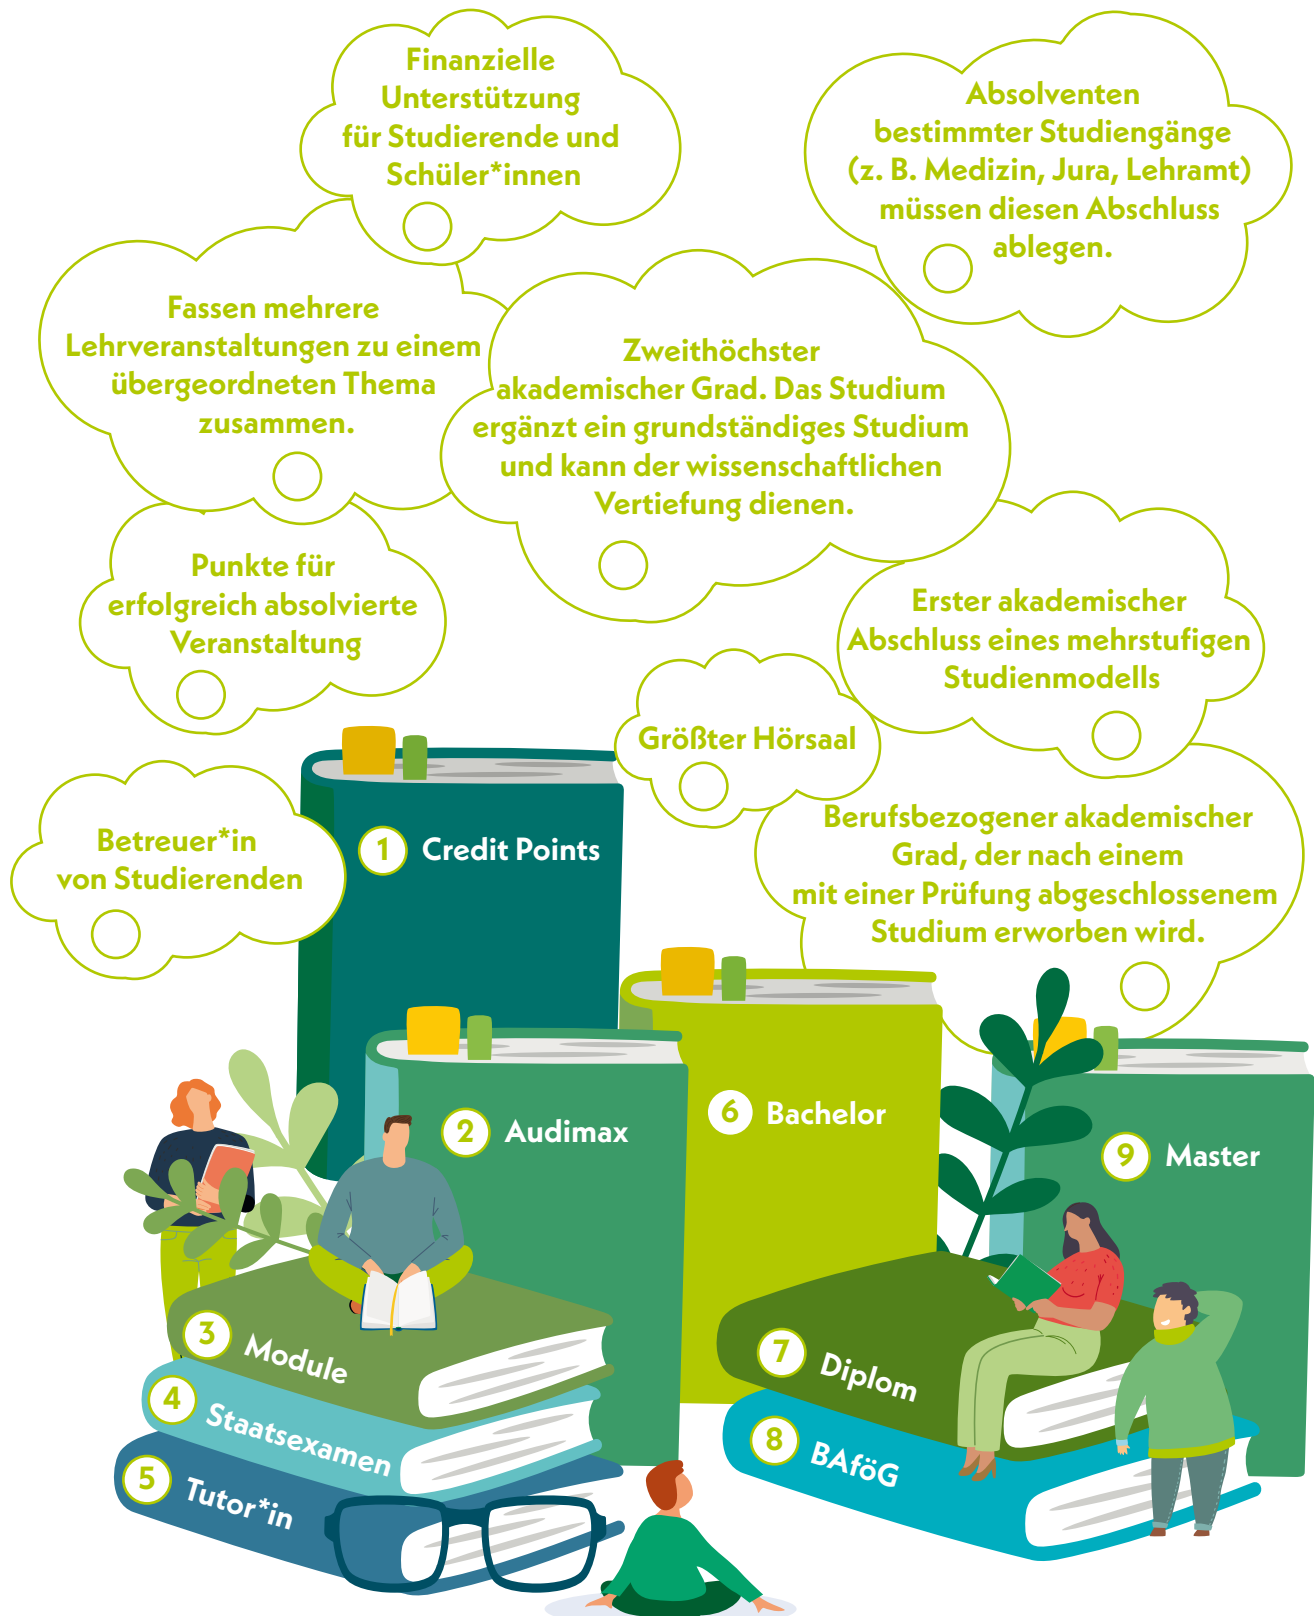 Finanzielle
Unterstützung
für Studierende und
Schüler*innen
Absolventen
bestimmter Studiengänge
(z. B. Medizin, Jura, Lehramt)
müssen diesen Abschluss
ablegen.
Fassen mehrere
Lehrveranstaltungen zu einem
übergeordneten Thema
zusammen.
Zweithöchster
akademischer Grad. Das Studium
ergänzt ein grundständiges Studium
und kann der wissenschaftlichen
Vertiefung dienen.
Punkte für
erfolgreich absolvierte
Veranstaltung
Erster akademischer
Abschluss eines mehrstufigen
Studienmodells
Größter Hörsaal
Betreuer*in
von Studierenden
Berufsbezogener akademischer
Grad, der nach einem
mit einer Prüfung abgeschlossenem
Studium erworben wird.
1 Credit Points
2 Audimax
3 Module
4 Staatsexamen
5 Tutor*in
6 Bachelor
7 Diplom
8 BAföG
9 Master